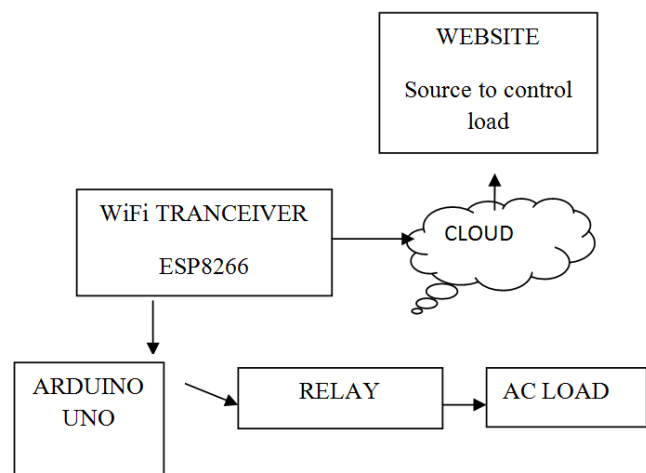 WEBSITE
Source to control
load
WiFi TRANCEIVER
ESP8266
CLOUD
ARDUINO
UNO
RELAY
AC LOAD